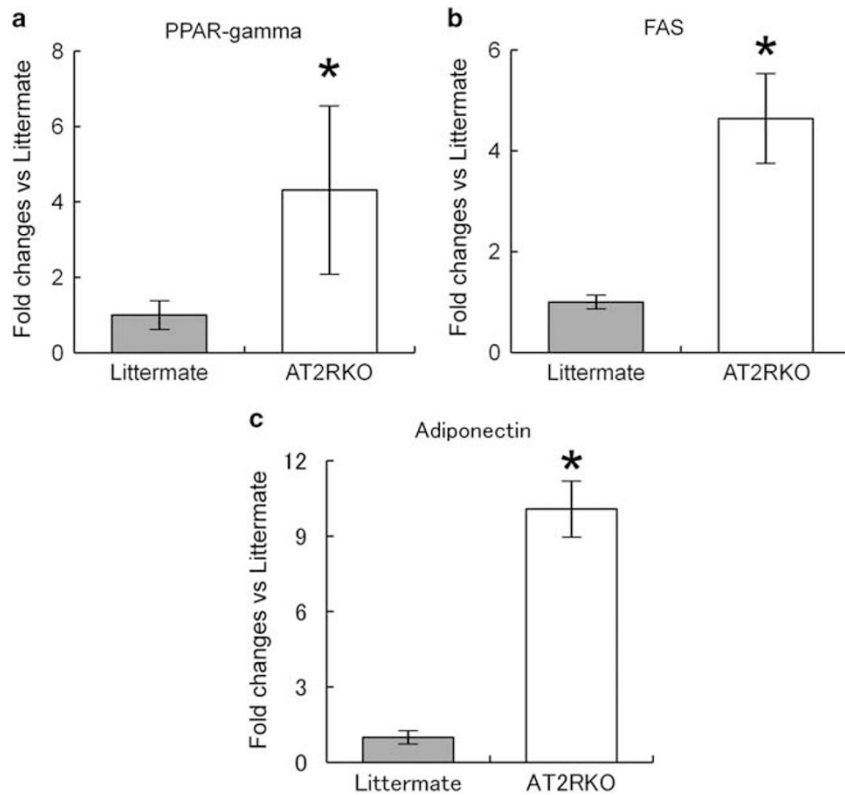 a
PPAR-gamma
Fold changes vs Littermate
8
6
4
2
0
Littermate
AT2RKO
*
b
FAS
Fold changes vs Littermate
6
4
2
0
Littermate
AT2RKO
*
c
Adiponectin
Fold changes vs Littermate
12
9
6
3
0
Littermate
AT2RKO
*